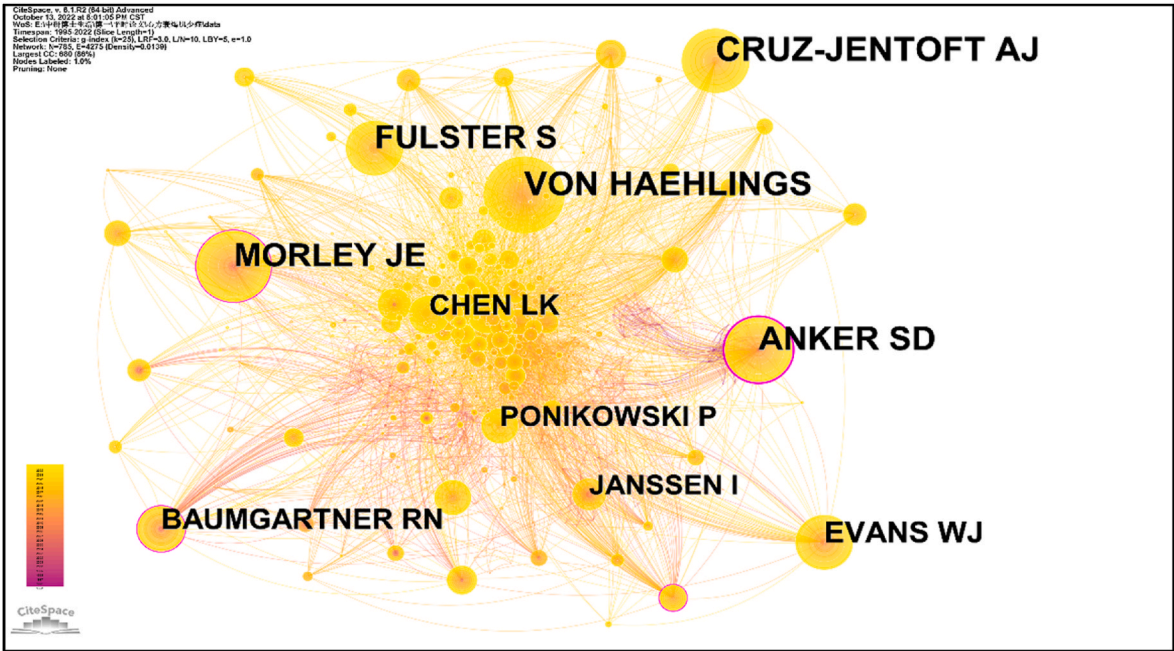 CiteSpace, v. 6.1.R2 (64-bit) Advanced
October 13, 2022 at 5:01:05 PM CST
Timespan: 1995-2022 (Slice Length=1)
Selection Criteria: g-index (k=25), LRF=3.0, L/N=10, LBY=5, e=1.0
Network: N=785, E=4275 (Density=0.0139)
Largest CC: 680 (86%)
Nodes Labeled: 1.0%
Pruning: None
CRUZ-JENTOFT AJ
FULSTER S
VON HAEHLINGS
MORLEY JE
CHEN LK
ANKER SD
PONIKOWSKI P
JANSSEN I
BAUMGARTNER RN
EVANS WJ
CiteSpace